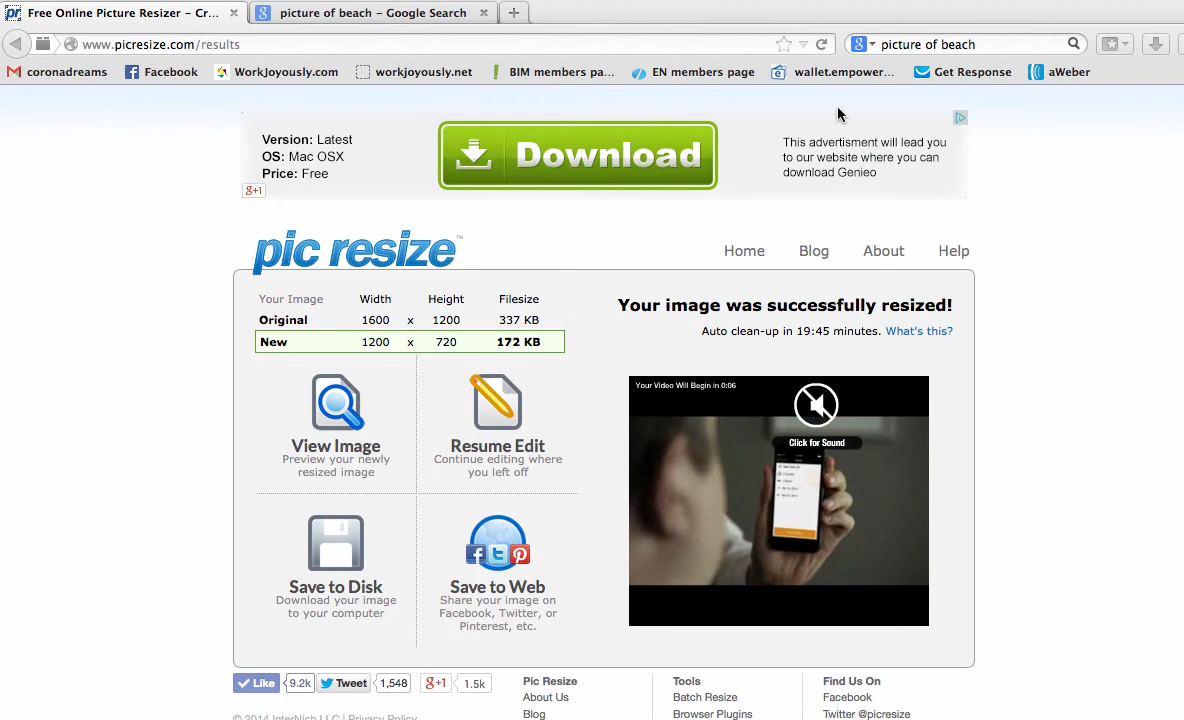 Free Online Picture Resizer – Cr...
picture of beach – Google Search
www.picresize.com/results
picture of beach
coronadreams
Facebook
WorkJoyously.com
workjoyously.net
BIM members pa...
EN members page
wallet.empower...
Get Response
aWeber
Version: Latest
OS: Mac OSX
Price: Free
g+1
Download
This advertisment will lead you
to our website where you can
download Genieo
pic resize™
Home
Blog
About
Help
Your Image Width Height Filesize
Original 1600 x 1200 337 KB
New 1200 x 720 172 KB
Your image was successfully resized!
Auto clean-up in 19:45 minutes. What's this?
View Image
Preview your newly
resized image
Resume Edit
Continue editing where
you left off
Save to Disk
Download your image
to your computer
Save to Web
Share your image on
Facebook, Twitter, or
Pinterest, etc.
Your Video Will Begin in 0:06
Click for Sound
Like 9.2k
Tweet 1,548
g+1 1.5k
© 2014 InterNich LLC | Privacy Policy
Pic Resize
About Us
Blog
Tools
Batch Resize
Browser Plugins
Find Us On
Facebook
Twitter @picresize